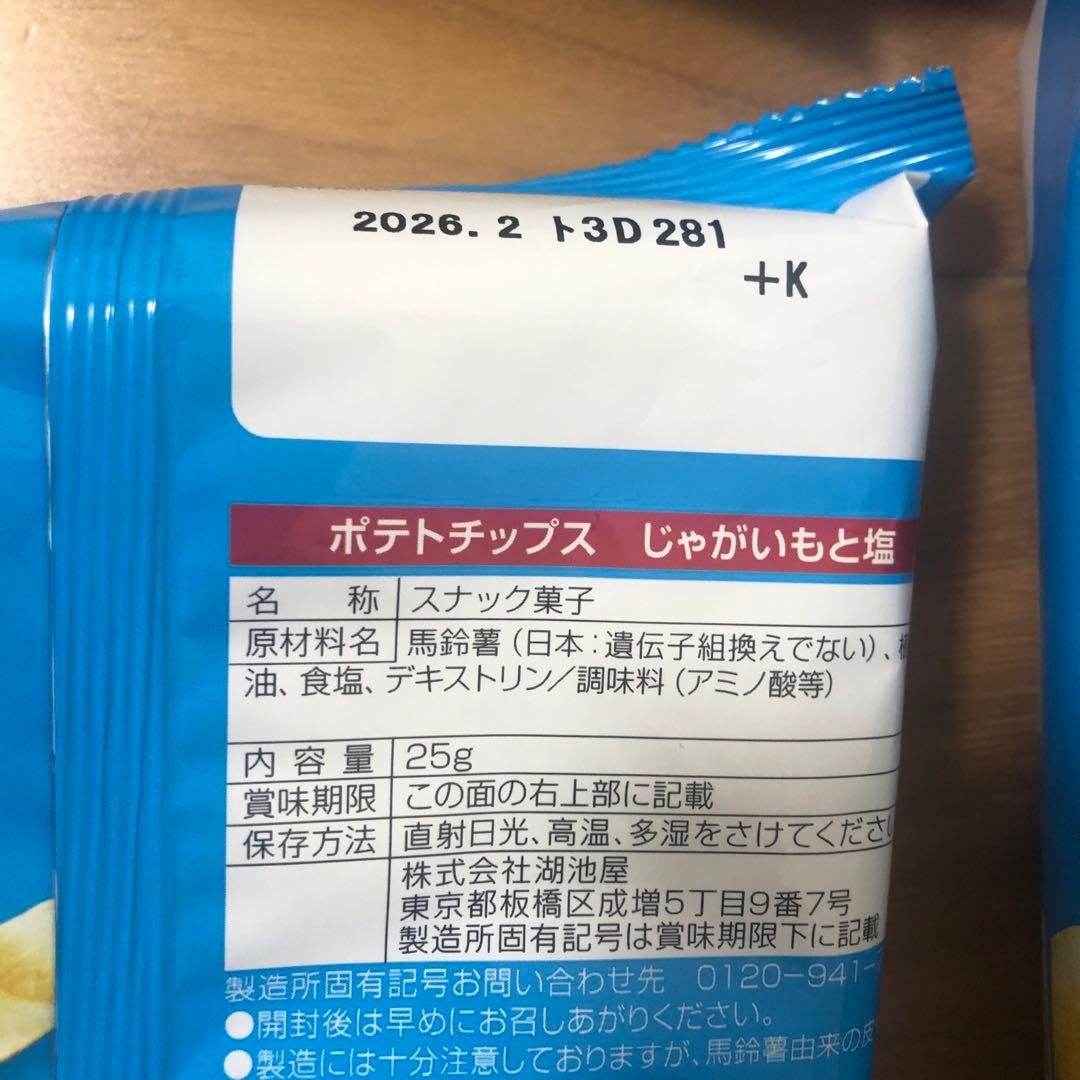 2026. 2 ト3D 281
+K
ポテトチップス じゃがいもと塩
名 称 スナック菓子
原材料名 馬鈴薯（日本：遺伝子組換えでない）、植
油、食塩、デキストリン／調味料（アミノ酸等）
内容量 25g
賞味期限 この面の右上部に記載
保存方法 直射日光、高温、多湿をさけてくださ
株式会社湖池屋
東京都板橋区成増5丁目9番7号
製造所固有記号は賞味期限下に記載
製造所固有記号お問い合わせ先 0120-941-
●開封後は早めにお召しあがりください。
●製造には十分注意しておりますが、馬鈴薯由来の